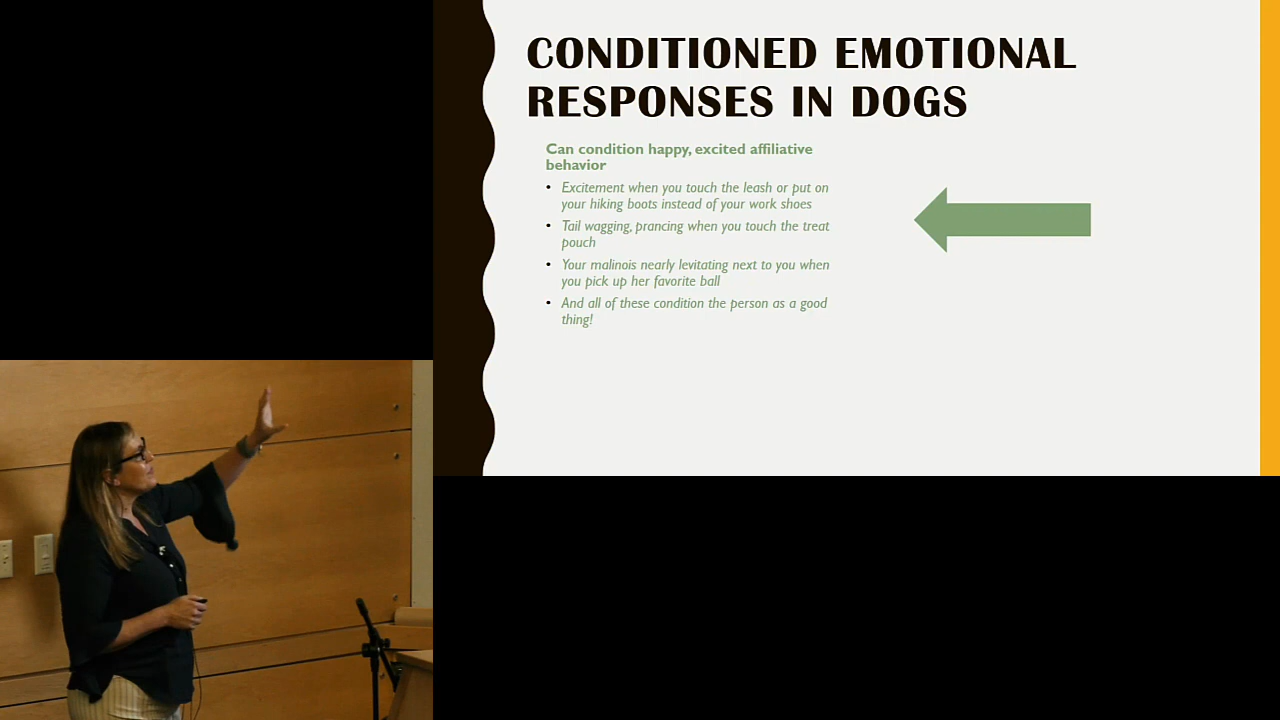 CONDITIONED EMOTIONAL
RESPONSES IN DOGS
Can condition happy, excited affiliative
behavior
• Excitement when you touch the leash or put on
your hiking boots instead of your work shoes
• Tail wagging, prancing when you touch the treat
pouch
• Your malinois nearly levitating next to you when
you pick up her favorite ball
• And all of these condition the person as a good
thing!